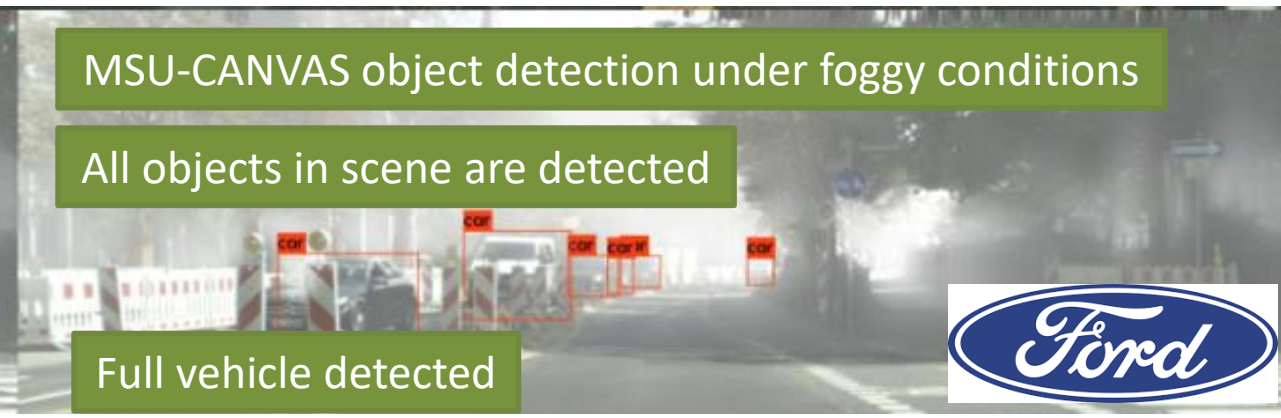 MSU-CANVAS object detection under foggy conditions
All objects in scene are detected
car
car
car
car
car
Full vehicle detected
Ford